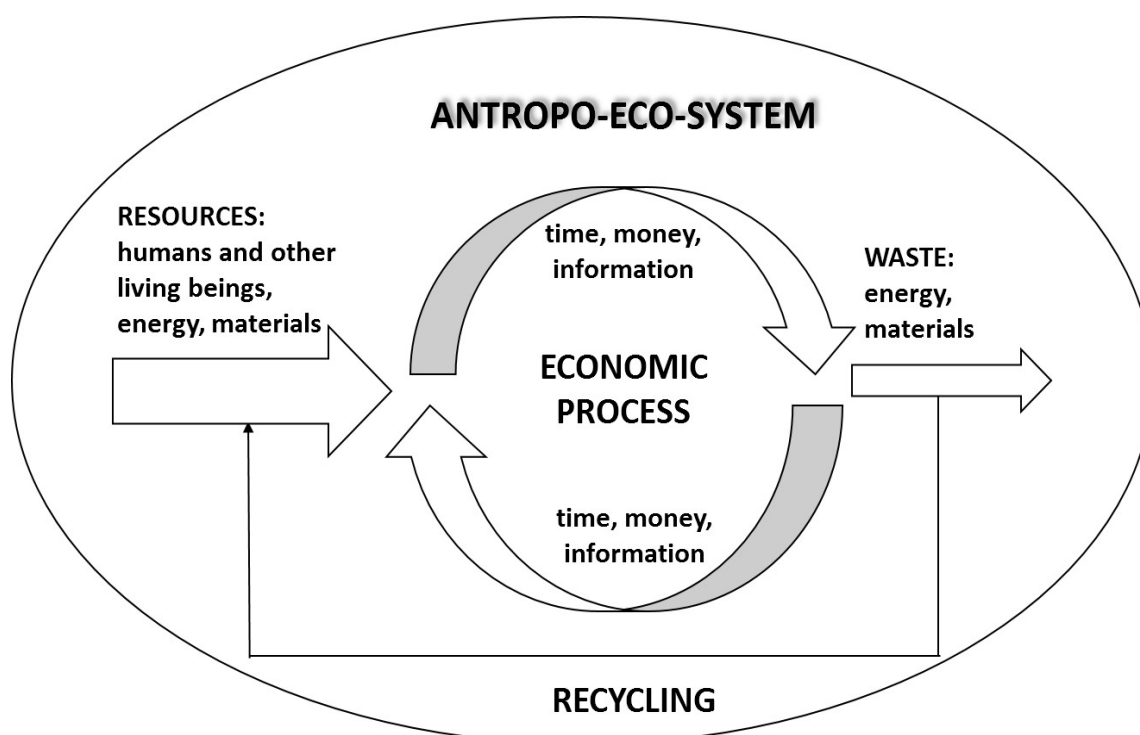 ANTROPO-ECO-SYSTEM
RESOURCES:
humans and other
living beings,
energy, materials
time, money,
information
WASTE:
energy,
materials
ECONOMIC
PROCESS
time, money,
information
RECYCLING